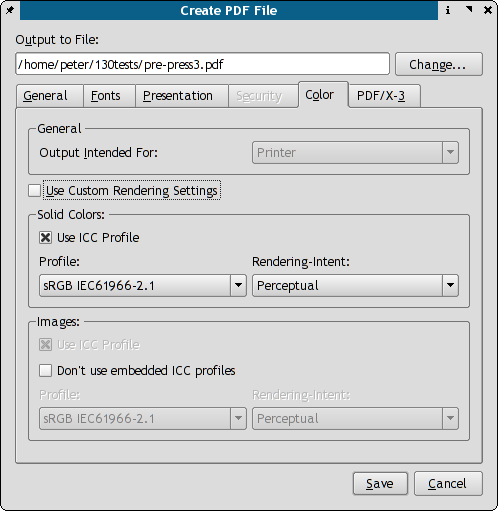 Create PDF File
Output to File:
/home/peter/130tests/pre-press3.pdf Change...
General Fonts Presentation Security Color PDF/X-3
General
Output Intended For: Printer
Use Custom Rendering Settings
Solid Colors:
Use ICC Profile
Profile: Rendering-Intent:
sRGB IEC61966-2.1 Perceptual
Images:
Use ICC Profile
Don't use embedded ICC profiles
Profile: Rendering-Intent:
sRGB IEC61966-2.1 Perceptual
Save Cancel